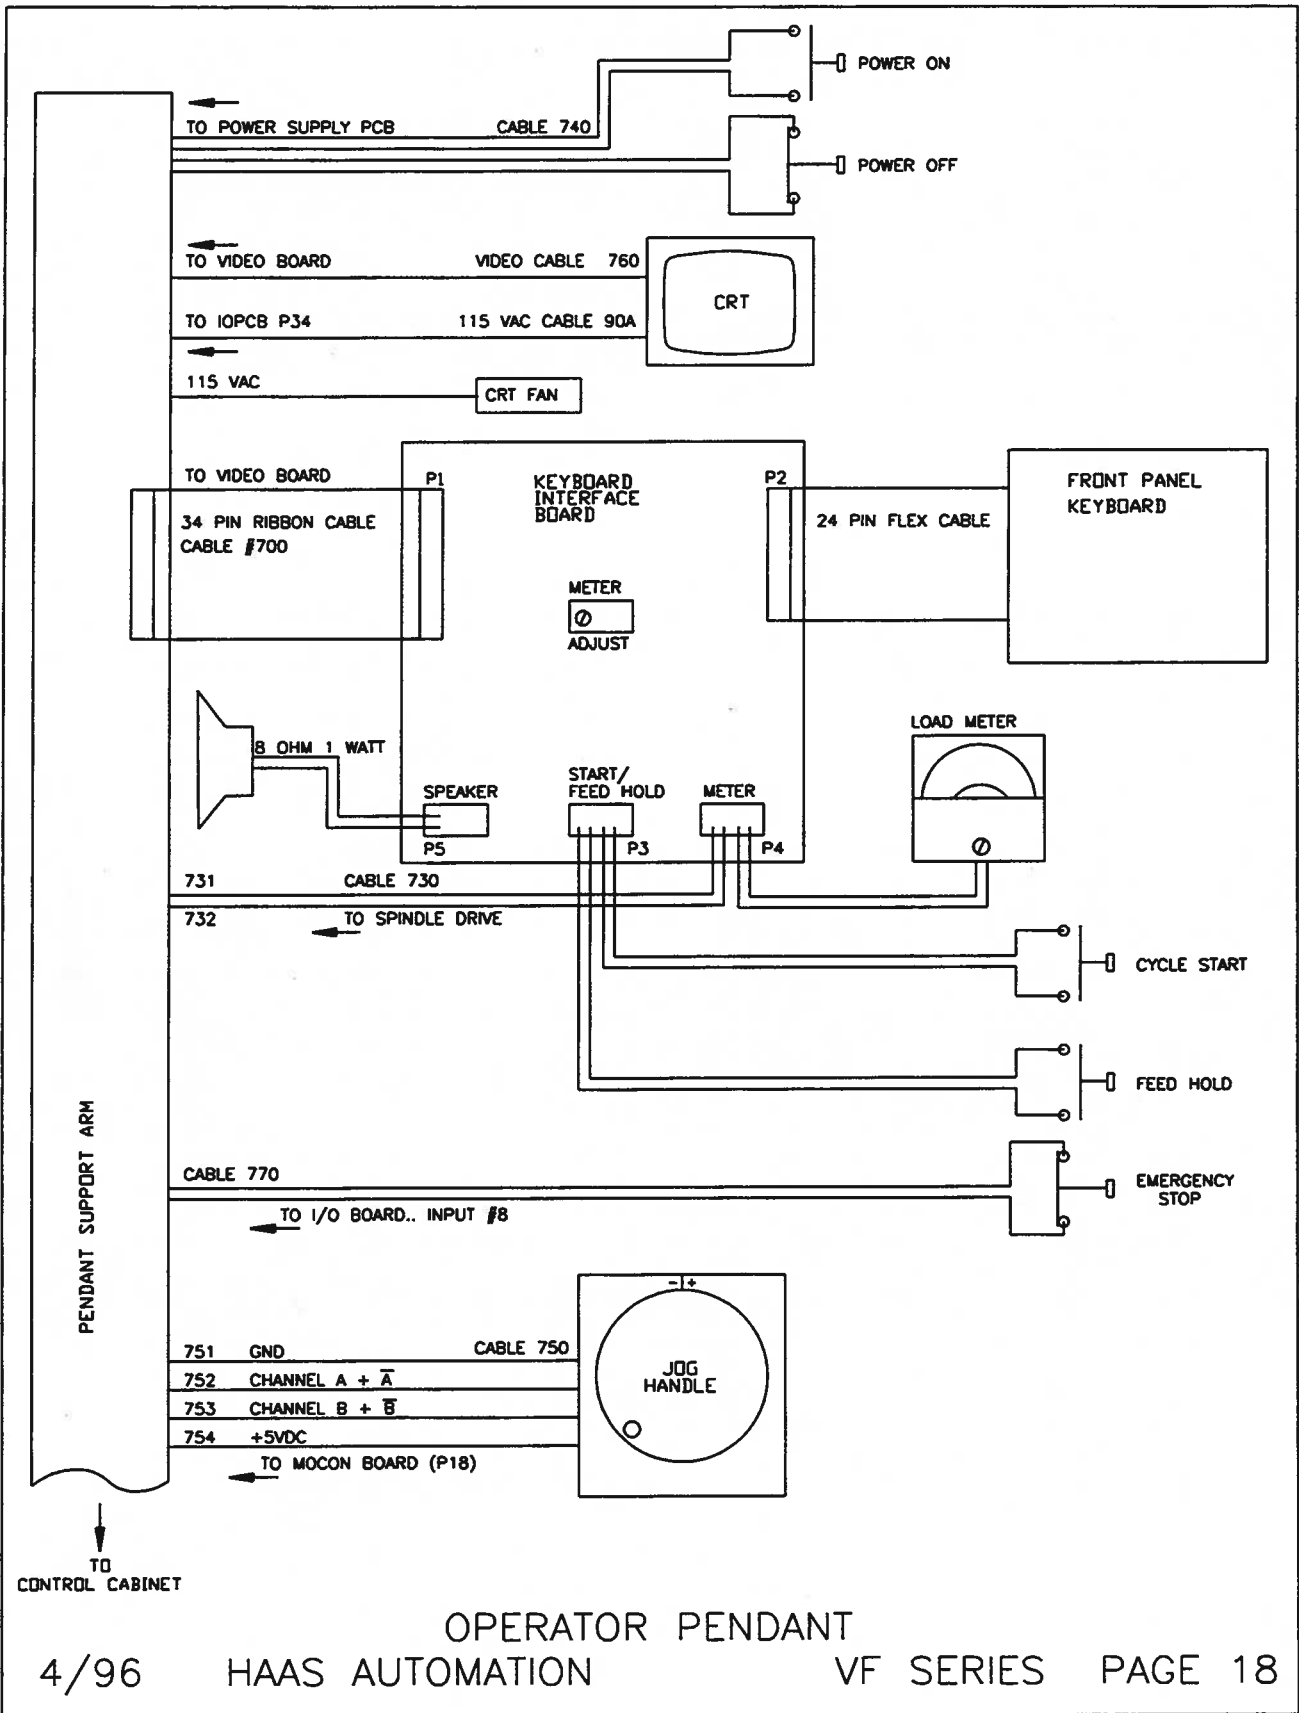 POWER ON
TO POWER SUPPLY PCB CABLE 740
POWER OFF
TO VIDEO BOARD VIDEO CABLE 760
CRT
TO IOPCB P34 115 VAC CABLE 90A
115 VAC
CRT FAN
TO VIDEO BOARD
P1
KEYBOARD
INTERFACE
BOARD
P2
FRONT PANEL
KEYBOARD
34 PIN RIBBON CABLE
CABLE #700
24 PIN FLEX CABLE
METER
ADJUST
LOAD METER
8 OHM 1 WATT
SPEAKER
START/
FEED HOLD
METER
P5
P3
P4
731 CABLE 730
732 TO SPINDLE DRIVE
CYCLE START
FEED HOLD
PENDANT SUPPORT ARM
CABLE 770
EMERGENCY
STOP
TO I/O BOARD.. INPUT #8
- +
751 GND CABLE 750
JOG
HANDLE
752 CHANNEL A + A̅
753 CHANNEL B + B̅
754 +5VDC
TO MOCON BOARD (P18)
TO
CONTROL CABINET
OPERATOR PENDANT
4/96 HAAS AUTOMATION VF SERIES PAGE 18